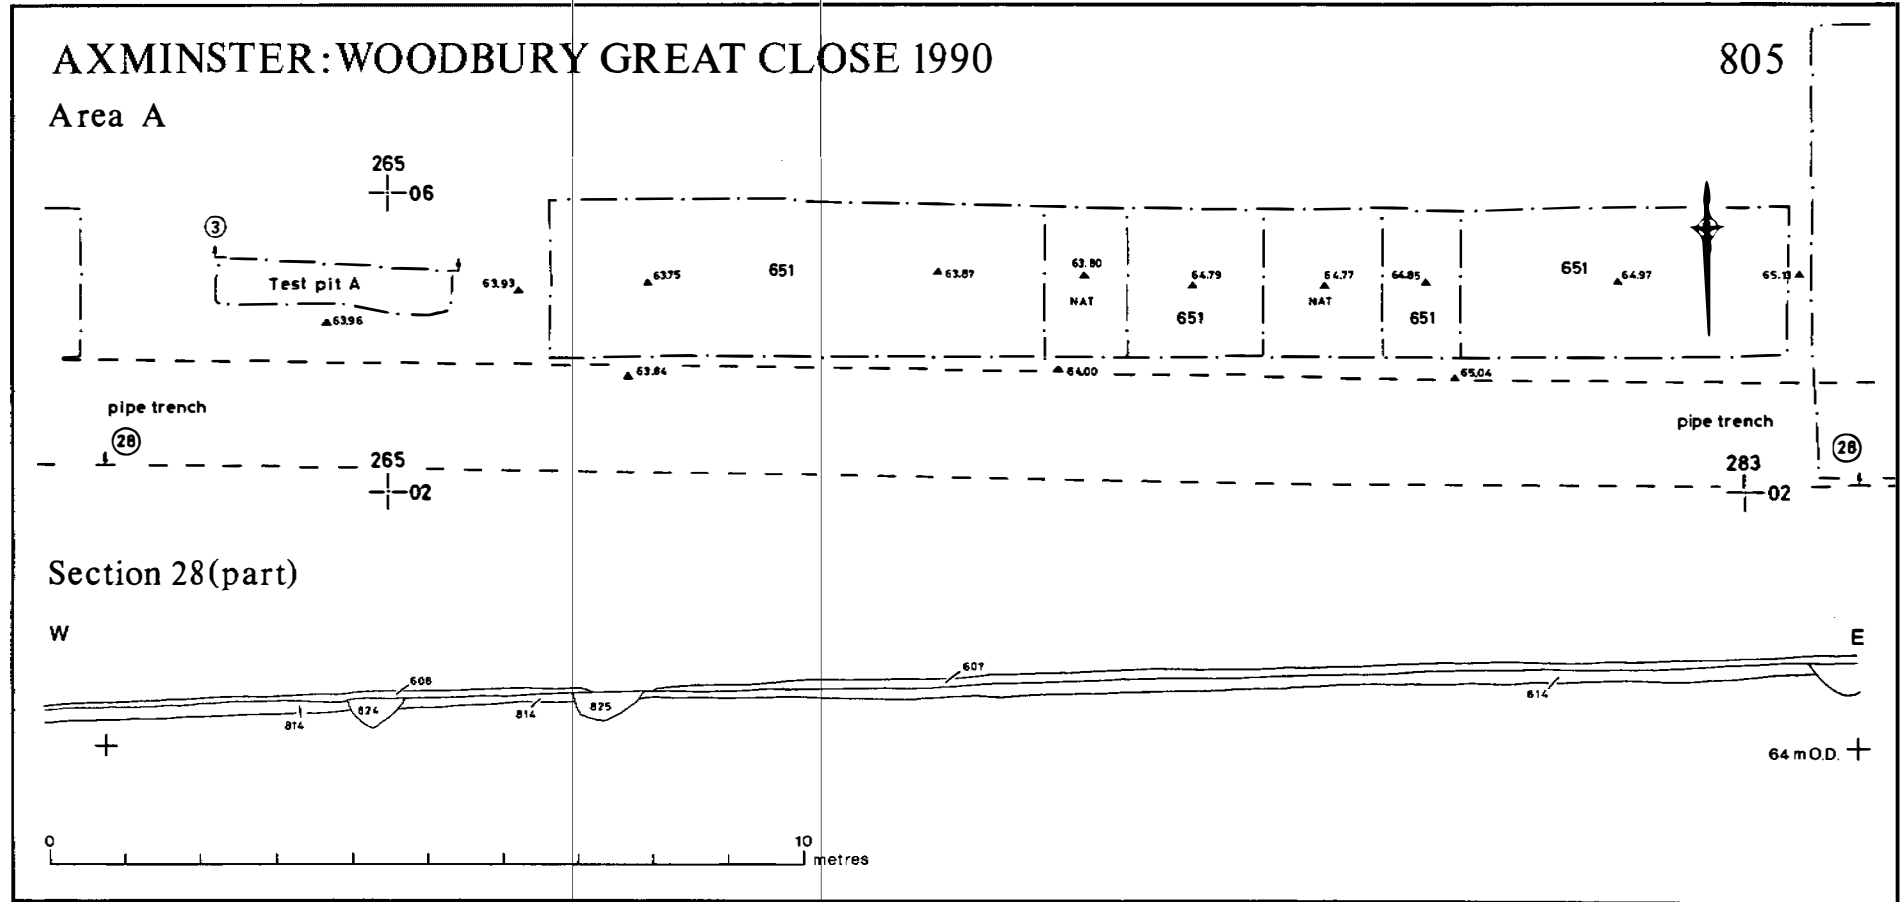 AXMINSTER: WOODBURY GREAT CLOSE 1990 805
Area A
265
06
3
Test pit A
63.93
63.96
63.75
651
63.87
63.80
NAT
64.79
651
64.77
NAT
64.85
651
651
64.97
65.13
63.84
64.00
65.04
pipe trench
28
pipe trench
28
265
02
283
02
Section 28(part)
W
E
608
607
814
824
814
825
614
64 m O.D.
0
10
metres